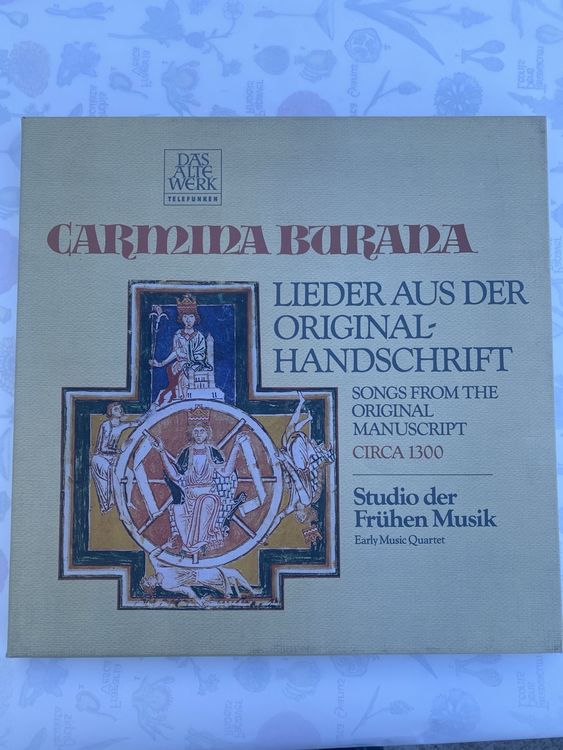 DAS
ALTE
WERK
TELEFUNKEN
CARMINA BURANA
LIEDER AUS DER
ORIGINAL-
HANDSCHRIFT
SONGS FROM THE
ORIGINAL
MANUSCRIPT
CIRCA 1300
Studio der
Frühen Musik
Early Music Quartet